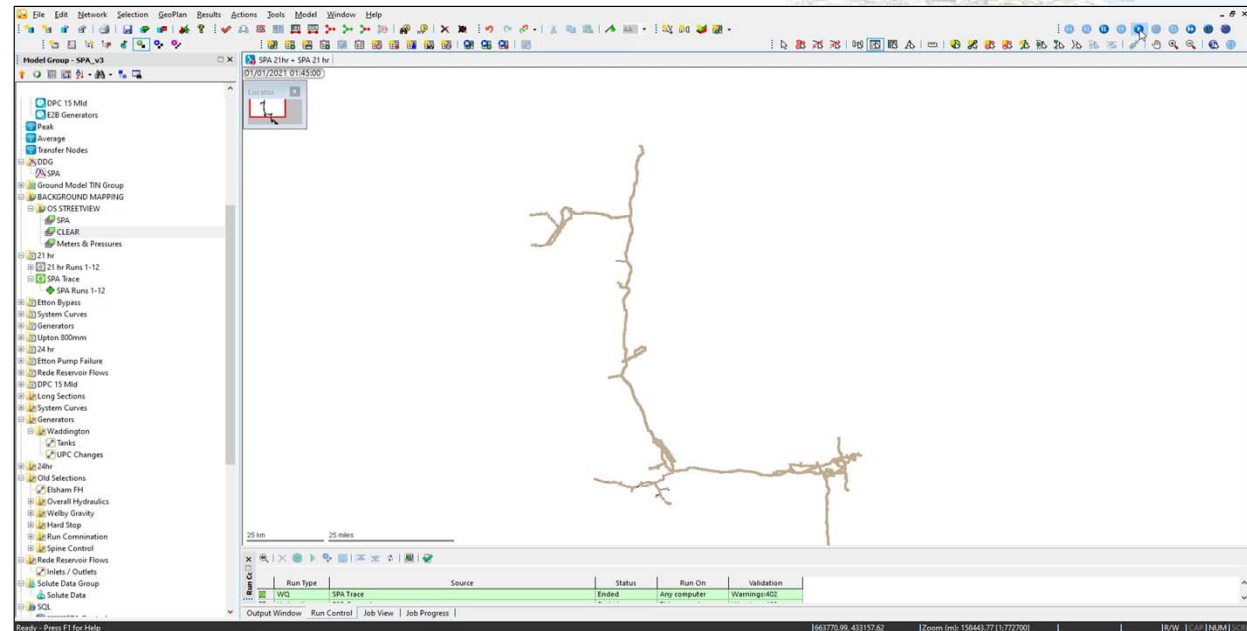 File Edit Network Selection GeoPlan Results Actions Tools Model Window Help
Model Group - SPA_v3
SPA 21hr + SPA 21 hr
01/01/2021 01:45:00
Locator
DPC 15 Mld
E2B Generators
Peak
Average
Transfer Nodes
DDG
SPA
Ground Model TIN Group
BACKGROUND MAPPING
OS STREETVIEW
SPA
CLEAR
Meters & Pressures
21 hr
21 hr Runs 1-12
SPA Trace
SPA Runs 1-12
Etton Bypass
System Curves
Generators
Upton 800mm
24 hr
Etton Pump Failure
Rede Reservoir Flows
DPC 15 Mld
Long Sections
System Curves
Generators
Waddington
Tanks
UPC Changes
24hr
Old Selections
Elsham FH
Overall Hydraulics
Welby Gravity
Hard Stop
Run Comnination
Spine Control
Rede Reservoir Flows
Inlets / Outlets
Solute Data Group
Solute Data
SQL
25 km 25 miles
Run Type Source Status Run On Validation
WQ SPA Trace Ended Any computer Warnings:402
Output Window Run Control Job View Job Progress
Ready - Press F1 for Help
663770.99, 433157.62 Zoom (m): 158443.77 [1:772700] R/W CAP NUM SCR